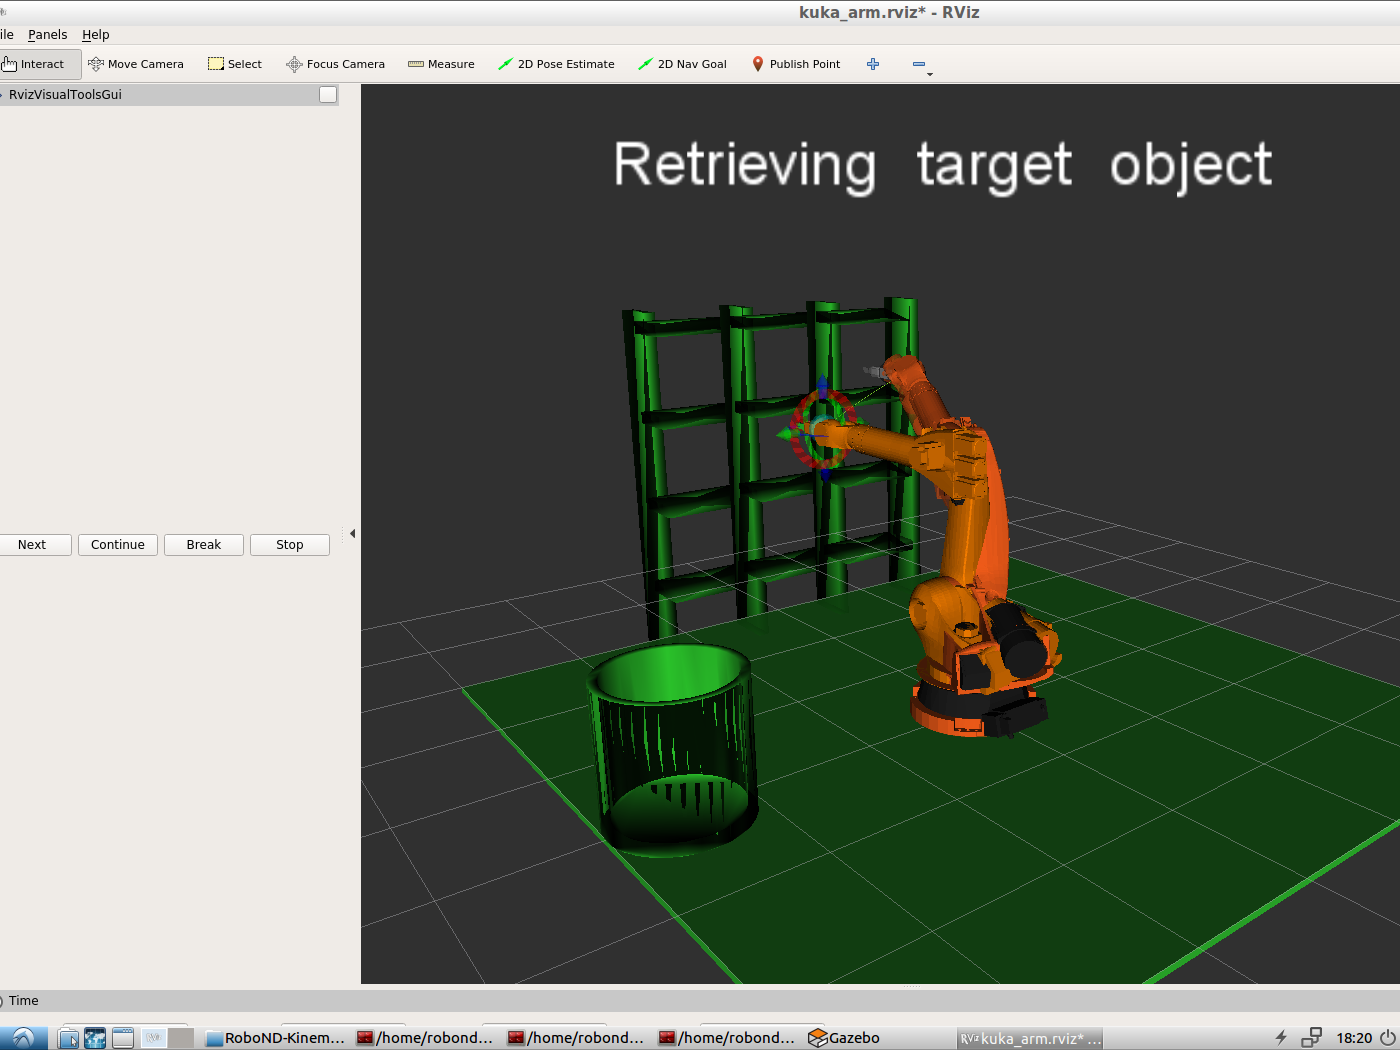 kuka_arm.rviz* - RViz
ile Panels Help
Interact Move Camera Select Focus Camera Measure 2D Pose Estimate 2D Nav Goal Publish Point
RvizVisualToolsGui
Retrieving target object
Next Continue Break Stop
Time
RoboND-Kinem... /home/robond... /home/robond... /home/robond... Gazebo RViz kuka_arm.rviz* ... 18:20